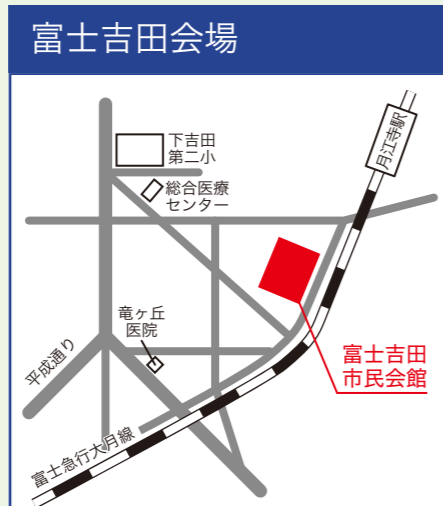 富士吉田会場
月江寺駅
下吉田
第二小
総合医療
センター
竜ヶ丘
医院
平成通り
富士吉田
市民会館
富士急行大月線